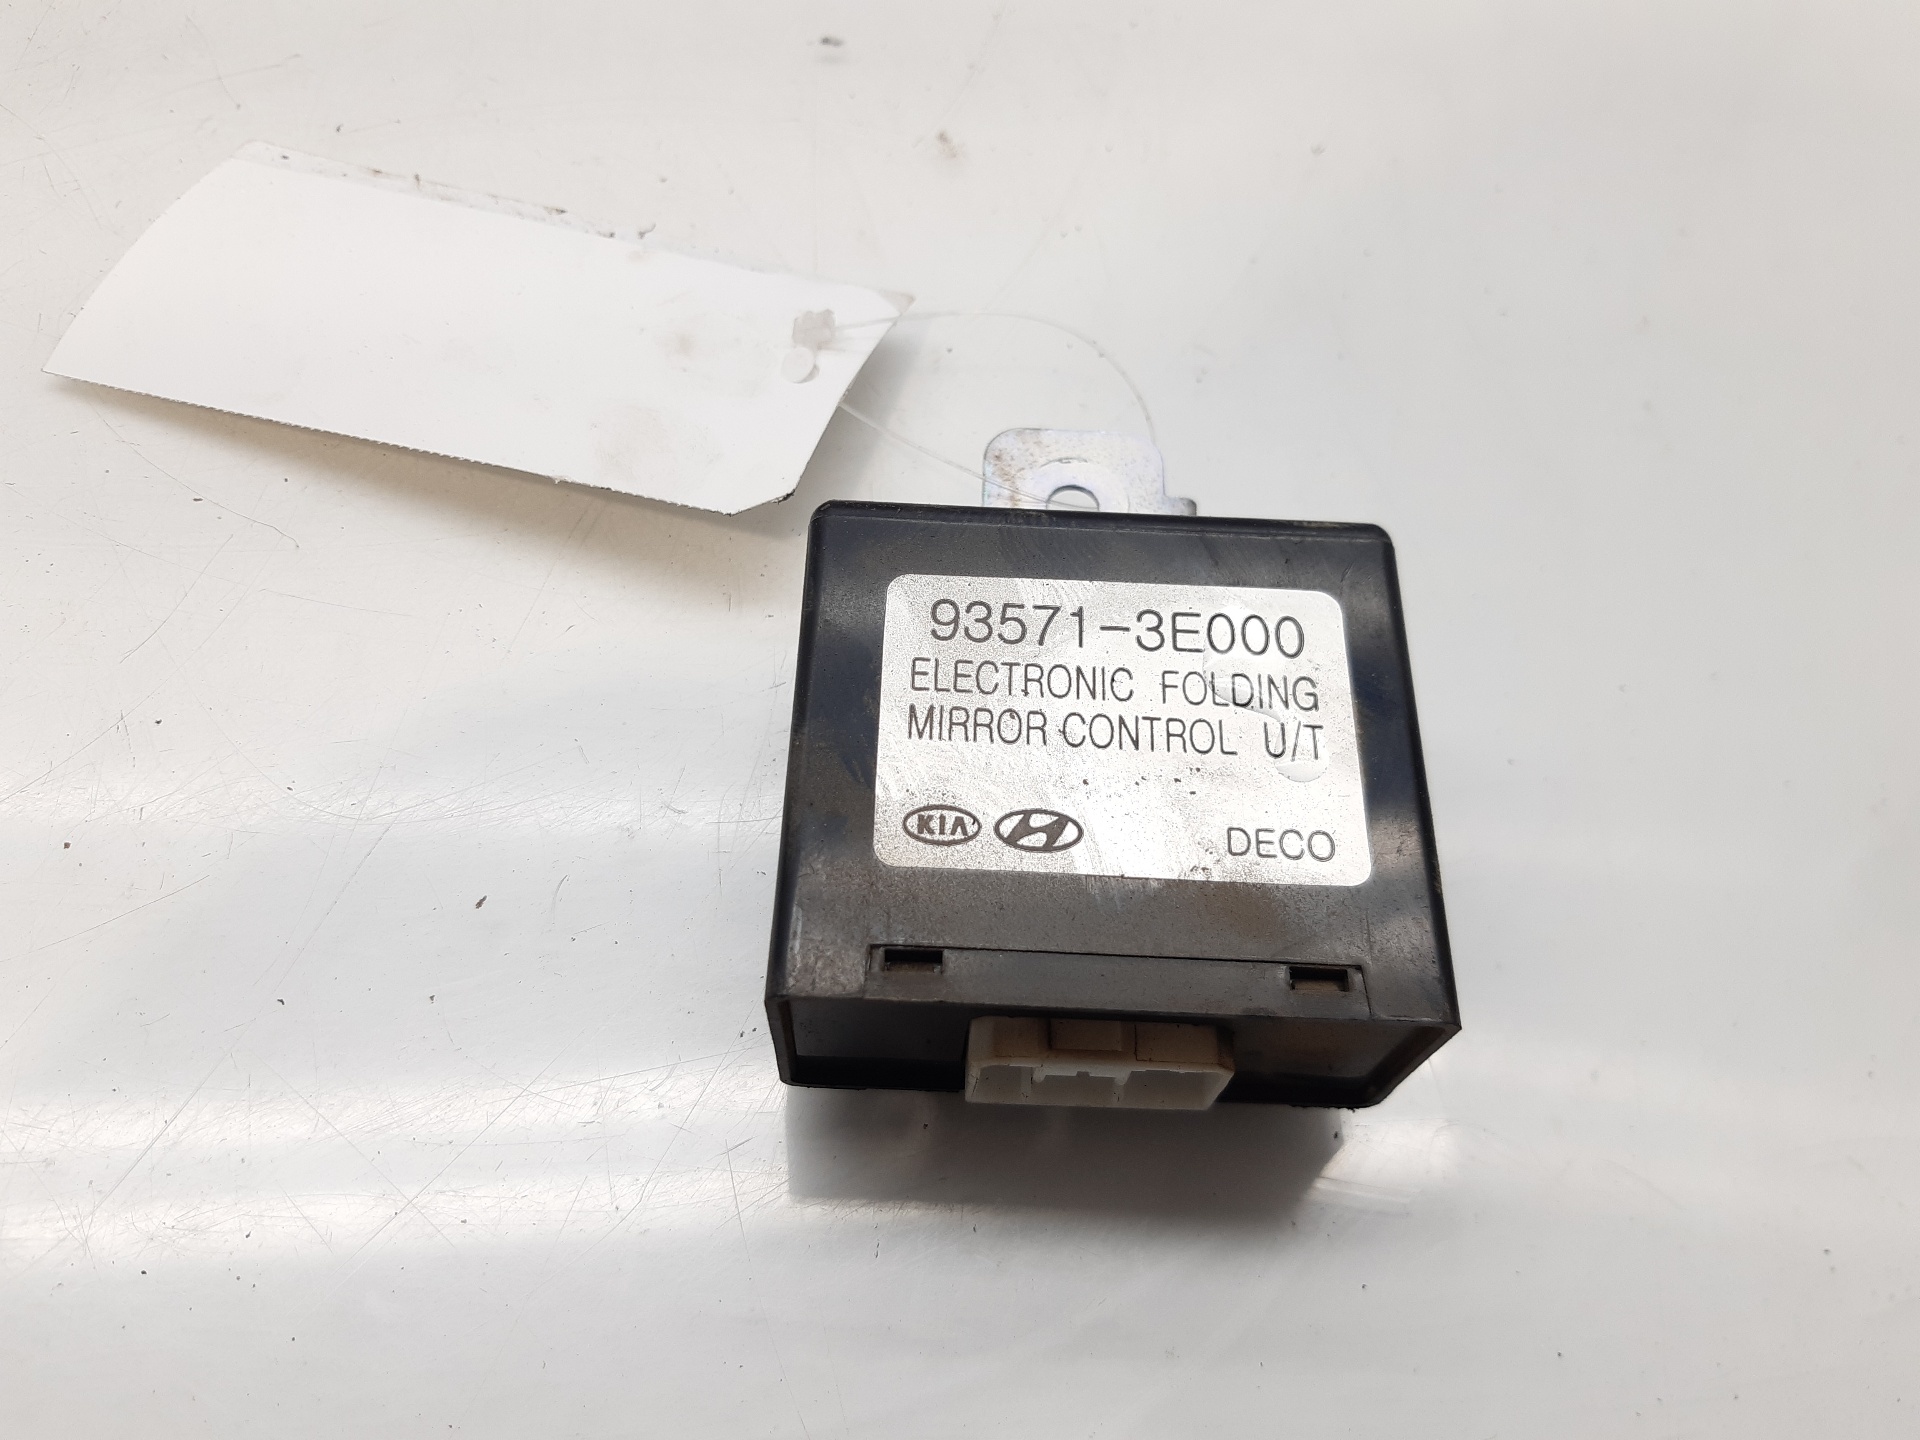 93571-3E000
ELECTRONIC FOLDING
MIRROR CONTROL U/T
KIA DECO